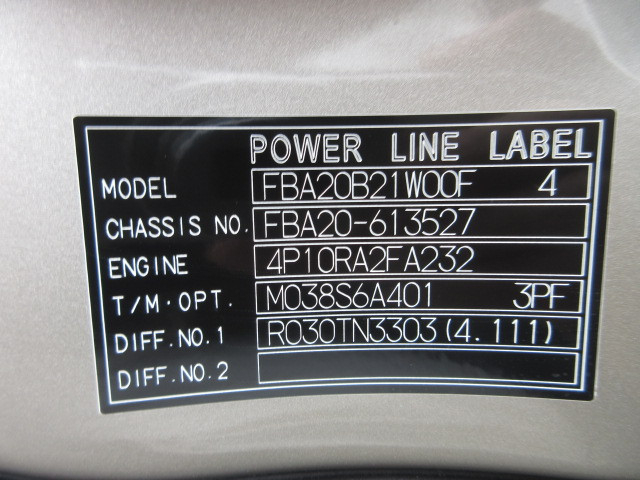 POWER LINE LABEL
MODEL FBA20B21W00F 4
CHASSIS NO. FBA20-613527
ENGINE 4P10RA2FA232
T/M·OPT. M038S6A401 3PF
DIFF.NO.1 R030TN3303(4.111)
DIFF.NO.2